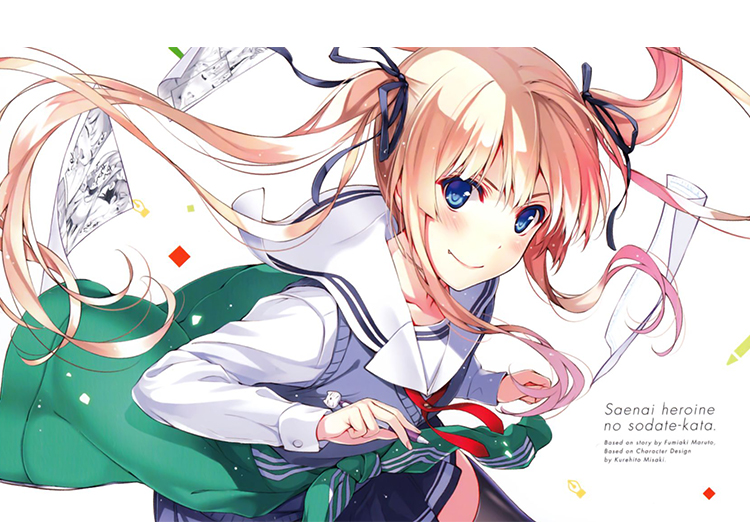 Saenai heroine
no sodate-kata.
Based on story by Fumiaki Maruto.
Based on Character Design
by Kurehito Misaki.